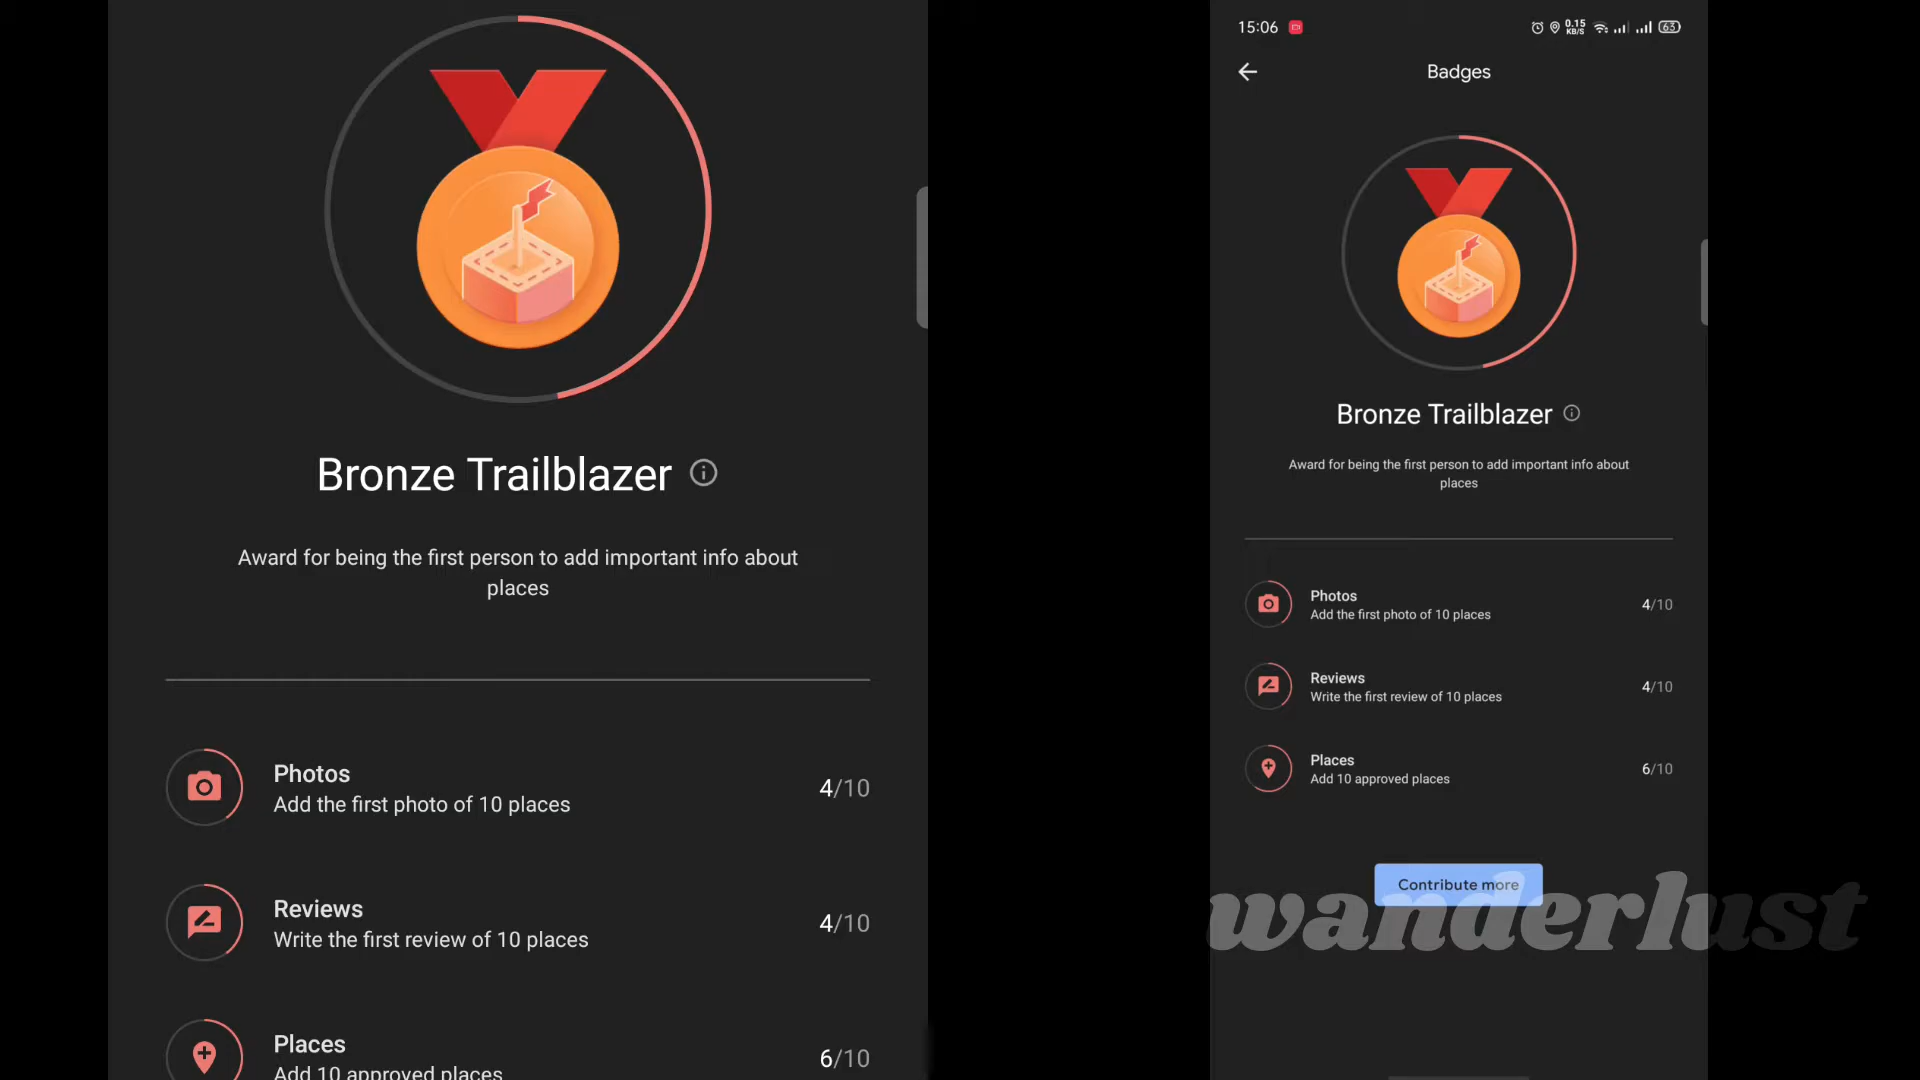 Bronze Trailblazer
Award for being the first person to add important info about
places
Photos
Add the first photo of 10 places
4/10
Reviews
Write the first review of 10 places
4/10
Places
Add 10 approved places
6/10
15:06
0.15
KB/S
63
Badges
Bronze Trailblazer
Award for being the first person to add important info about
places
Photos
Add the first photo of 10 places
4/10
Reviews
Write the first review of 10 places
4/10
Places
Add 10 approved places
6/10
Contribute more
wanderlust